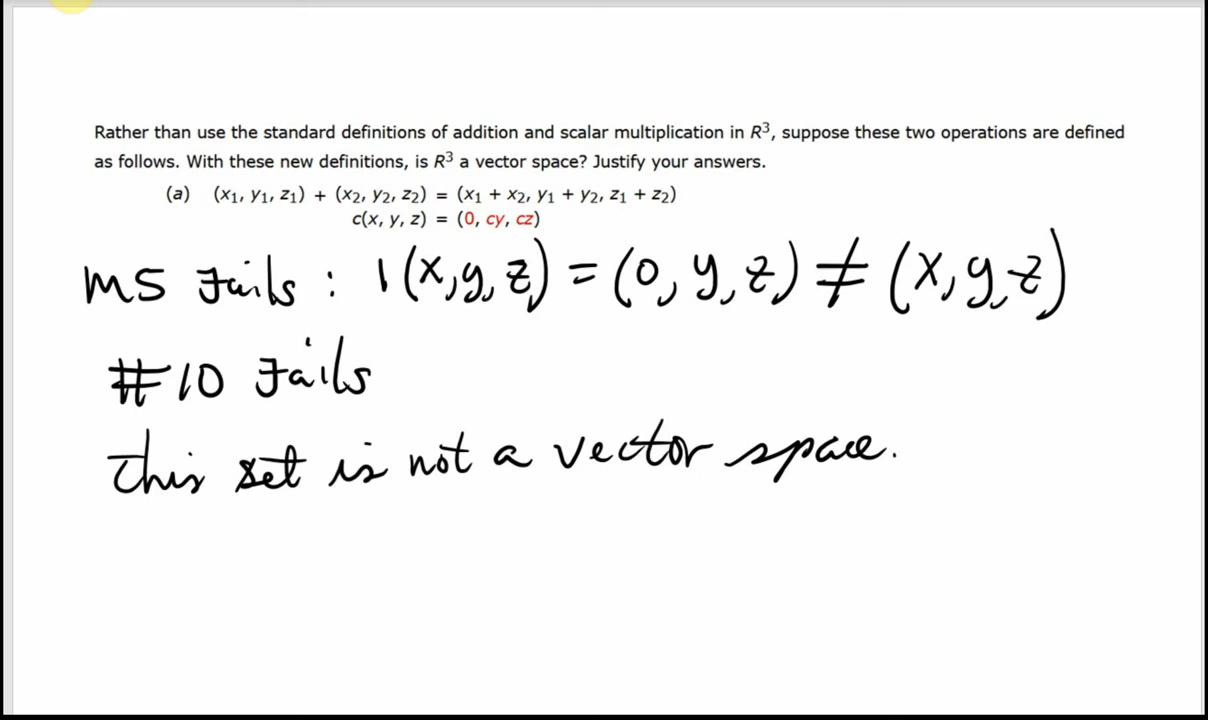 Rather than use the standard definitions of addition and scalar multiplication in R³, suppose these two operations are defined
as follows. With these new definitions, is R³ a vector space? Justify your answers.
(a) (x₁, y₁, z₁) + (x₂, y₂, z₂) = (x₁ + x₂, y₁ + y₂, z₁ + z₂)
c(x, y, z) = (0, cy, cz)
M5 Fails : 1(x,y,z) = (0,y,z) ≠ (x,y,z)
#10 Fails
This set is not a vector space.